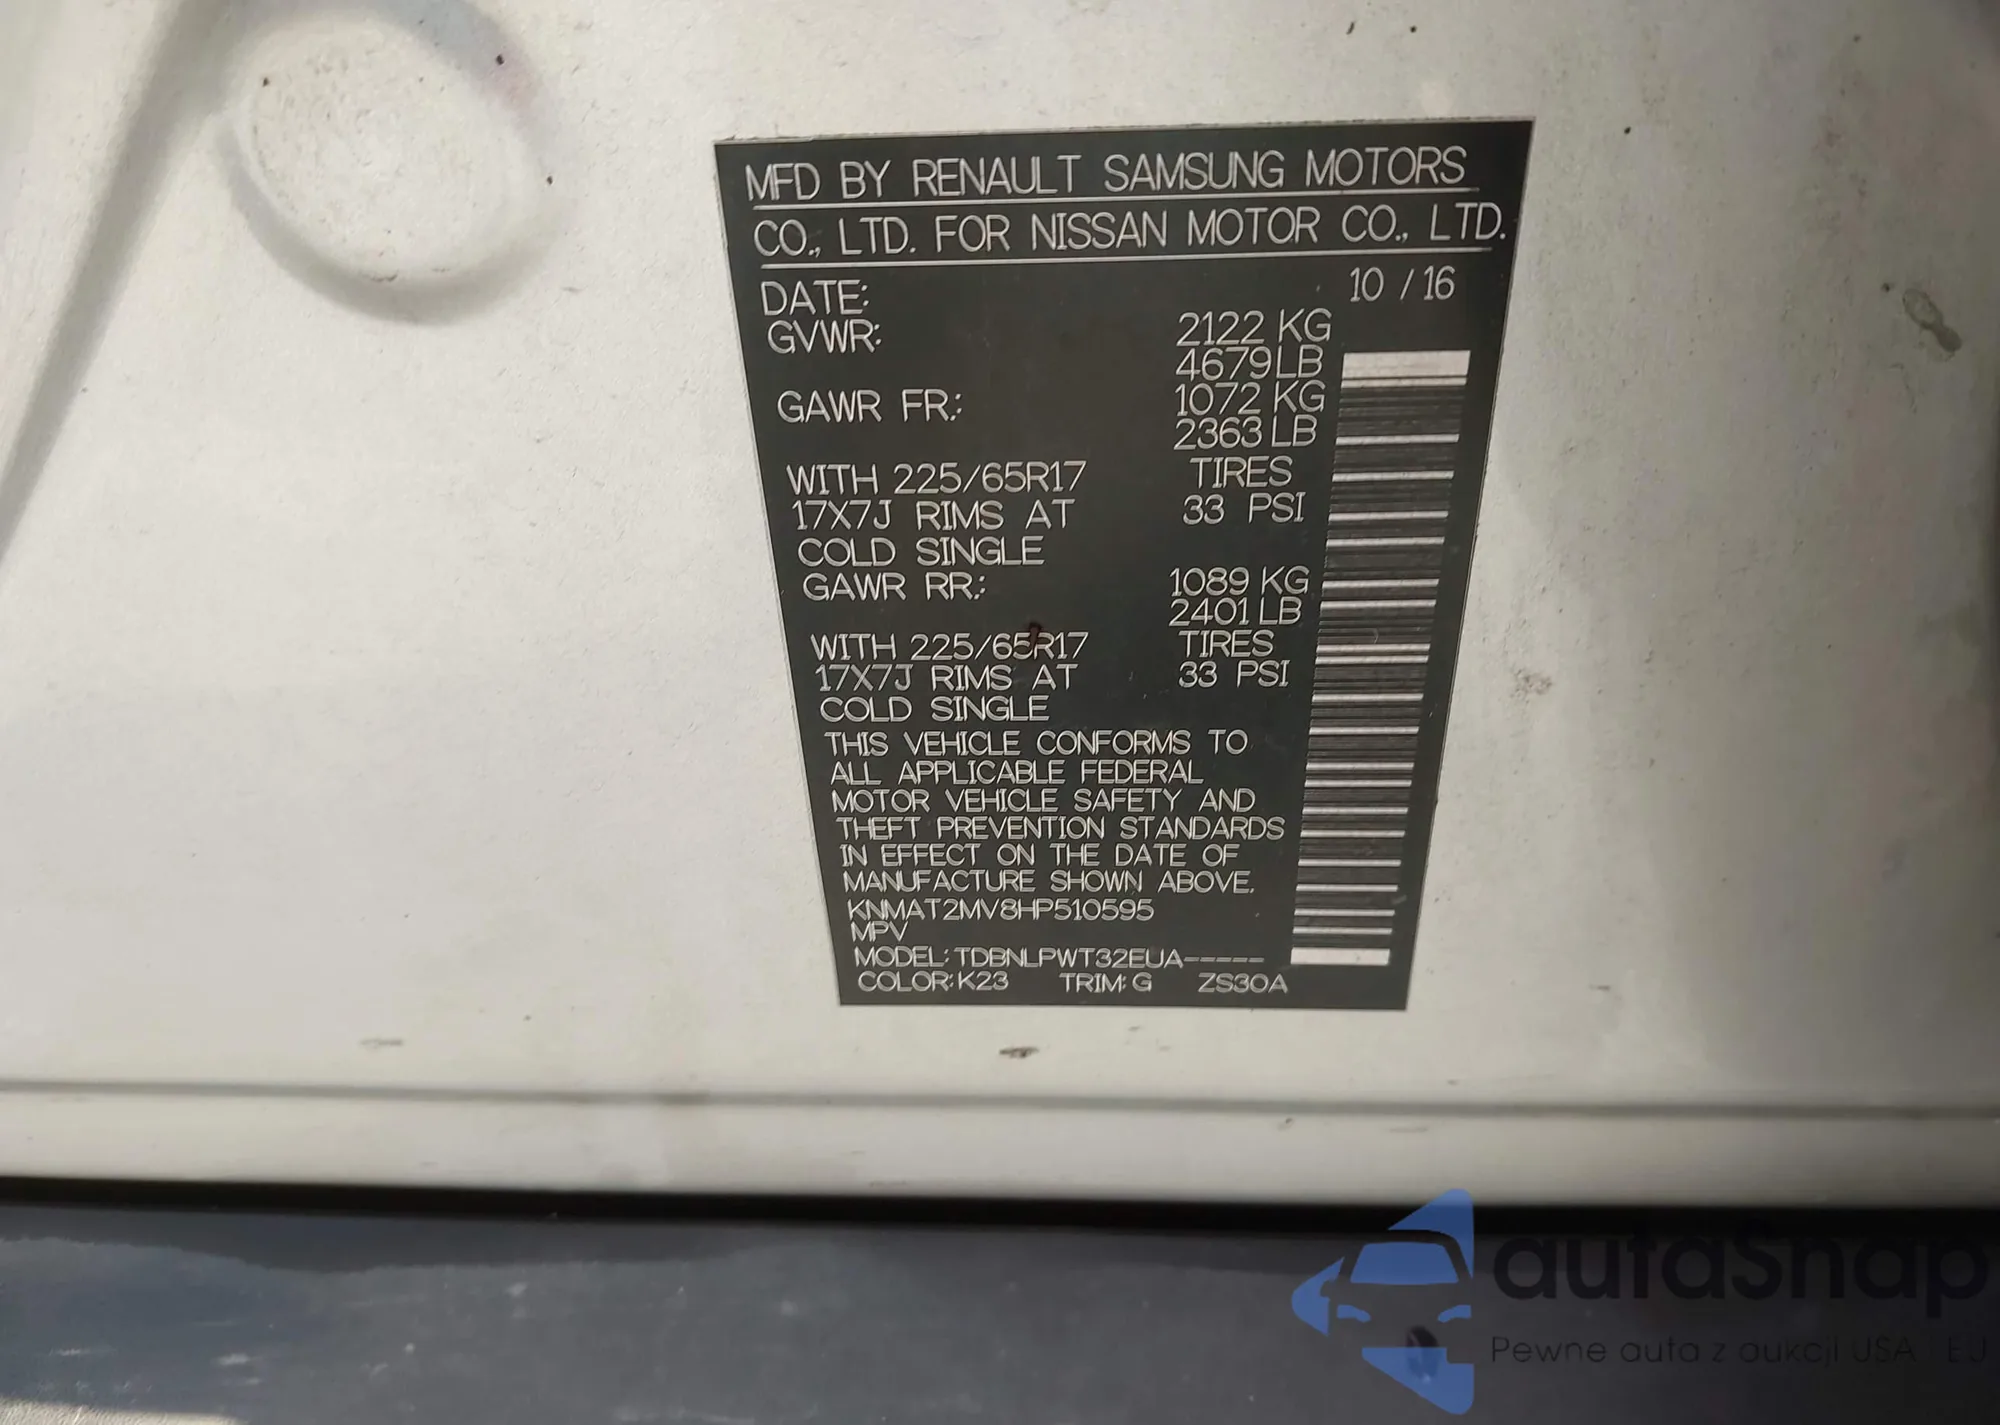 MFD BY RENAULT SAMSUNG MOTORS
CO., LTD. FOR NISSAN MOTOR CO., LTD.
DATE: 10 / 16
GVWR: 2122 KG
4679 LB
GAWR FR.: 1072 KG
2363 LB
WITH 225/65R17 TIRES
17X7J RIMS AT 33 PSI
COLD SINGLE
GAWR RR.: 1089 KG
2401 LB
WITH 225/65R17 TIRES
17X7J RIMS AT 33 PSI
COLD SINGLE
THIS VEHICLE CONFORMS TO
ALL APPLICABLE FEDERAL
MOTOR VEHICLE SAFETY AND
THEFT PREVENTION STANDARDS
IN EFFECT ON THE DATE OF
MANUFACTURE SHOWN ABOVE.
KNMAT2MV8HP510595
MPV
MODEL: TDBNLPWT32EUA-----
COLOR: K23 TRIM: G ZS30A
autaSnap
Pewne auta z aukcji USA i EU